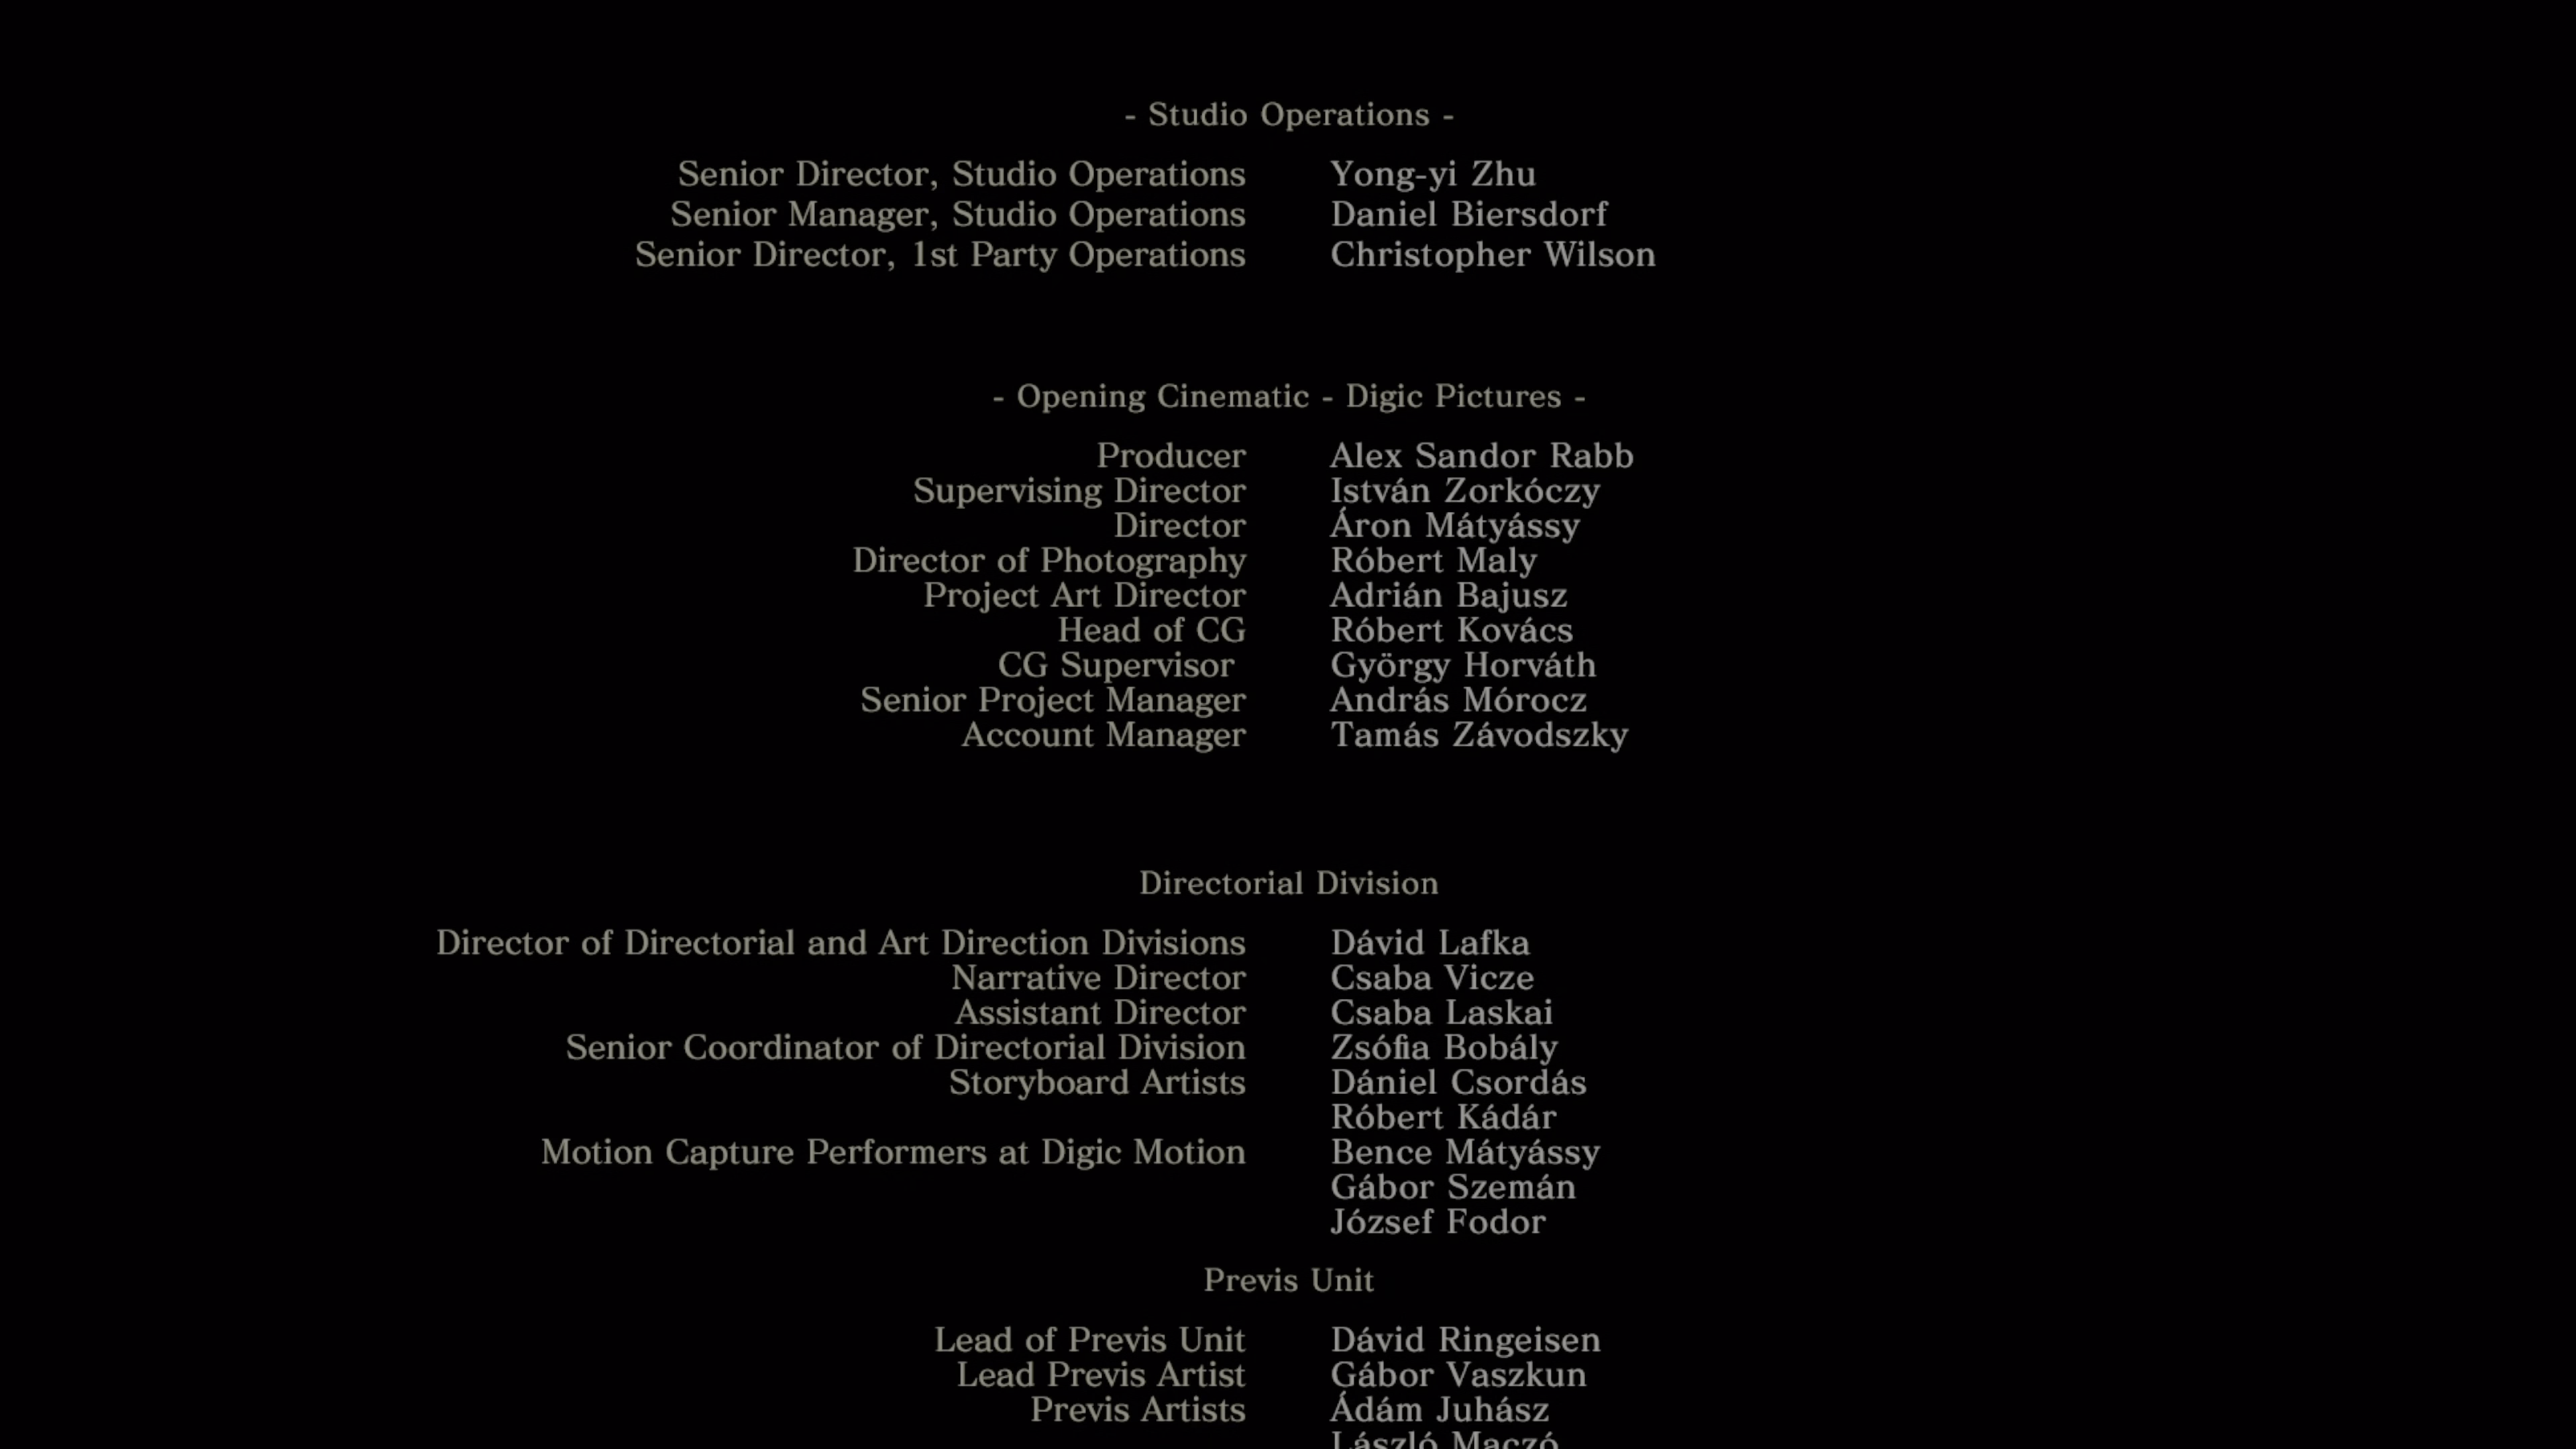 - Studio Operations -
Senior Director, Studio Operations Yong-yi Zhu
Senior Manager, Studio Operations Daniel Biersdorf
Senior Director, 1st Party Operations Christopher Wilson
- Opening Cinematic - Digic Pictures -
Producer Alex Sandor Rabb
Supervising Director István Zorkóczy
Director Áron Mátyássy
Director of Photography Róbert Maly
Project Art Director Adrián Bajusz
Head of CG Róbert Kovács
CG Supervisor György Horváth
Senior Project Manager András Mórocz
Account Manager Tamás Závodszky
Directorial Division
Director of Directorial and Art Direction Divisions Dávid Lafka
Narrative Director Csaba Vicze
Assistant Director Csaba Laskai
Senior Coordinator of Directorial Division Zsófia Bobály
Storyboard Artists Dániel Csordás
Róbert Kádár
Motion Capture Performers at Digic Motion Bence Mátyássy
Gábor Szemán
József Fodor
Previs Unit
Lead of Previs Unit Dávid Ringeisen
Lead Previs Artist Gábor Vaszkun
Previs Artists Ádám Juhász
László Maczó